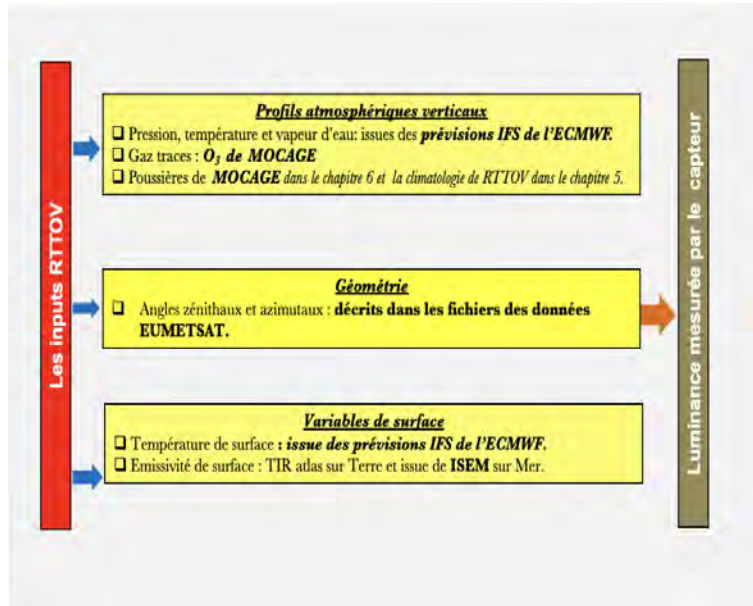 Les inputs RTTOV
Profils atmosphériques verticaux
❑ Pression, température et vapeur d'eau: issues des prévisions IFS de l'ECMWF.
❑ Gaz traces : O₃ de MOCAGE
❑ Poussières de MOCAGE dans le chapitre 6 et la climatologie de RTTOV dans le chapitre 5.
Géométrie
❑ Angles zénithaux et azimutaux : décrits dans les fichiers des données
EUMETSAT.
Variables de surface
❑ Température de surface : issue des prévisions IFS de l'ECMWF.
❑ Emissivité de surface : TIR atlas sur Terre et issue de ISEM sur Mer.
Luminance mesurée par le capteur